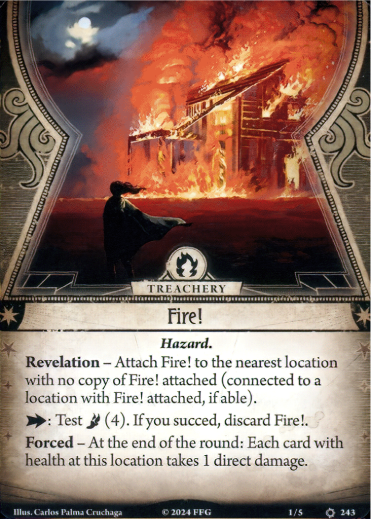 TREACHERY
Fire!
Hazard.
Revelation – Attach Fire! to the nearest location
with no copy of Fire! attached (connected to a
location with Fire! attached, if able).
: Test (4). If you succed, discard Fire!.
Forced – At the end of the round: Each card with
health at this location takes 1 direct damage.
Illus. Carlos Palma Cruchaga © 2024 FFG 1/5 243